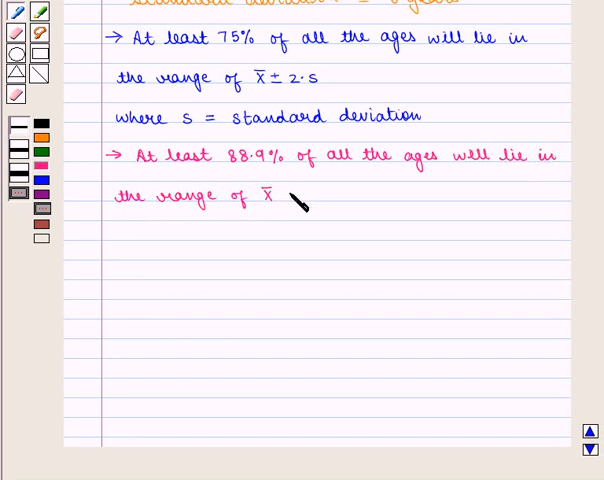 → At least 75% of all the ages will lie in
the range of x̄ ± 2·s
where s = standard deviation
→ At least 88.9% of all the ages will lie in
the range of x̄